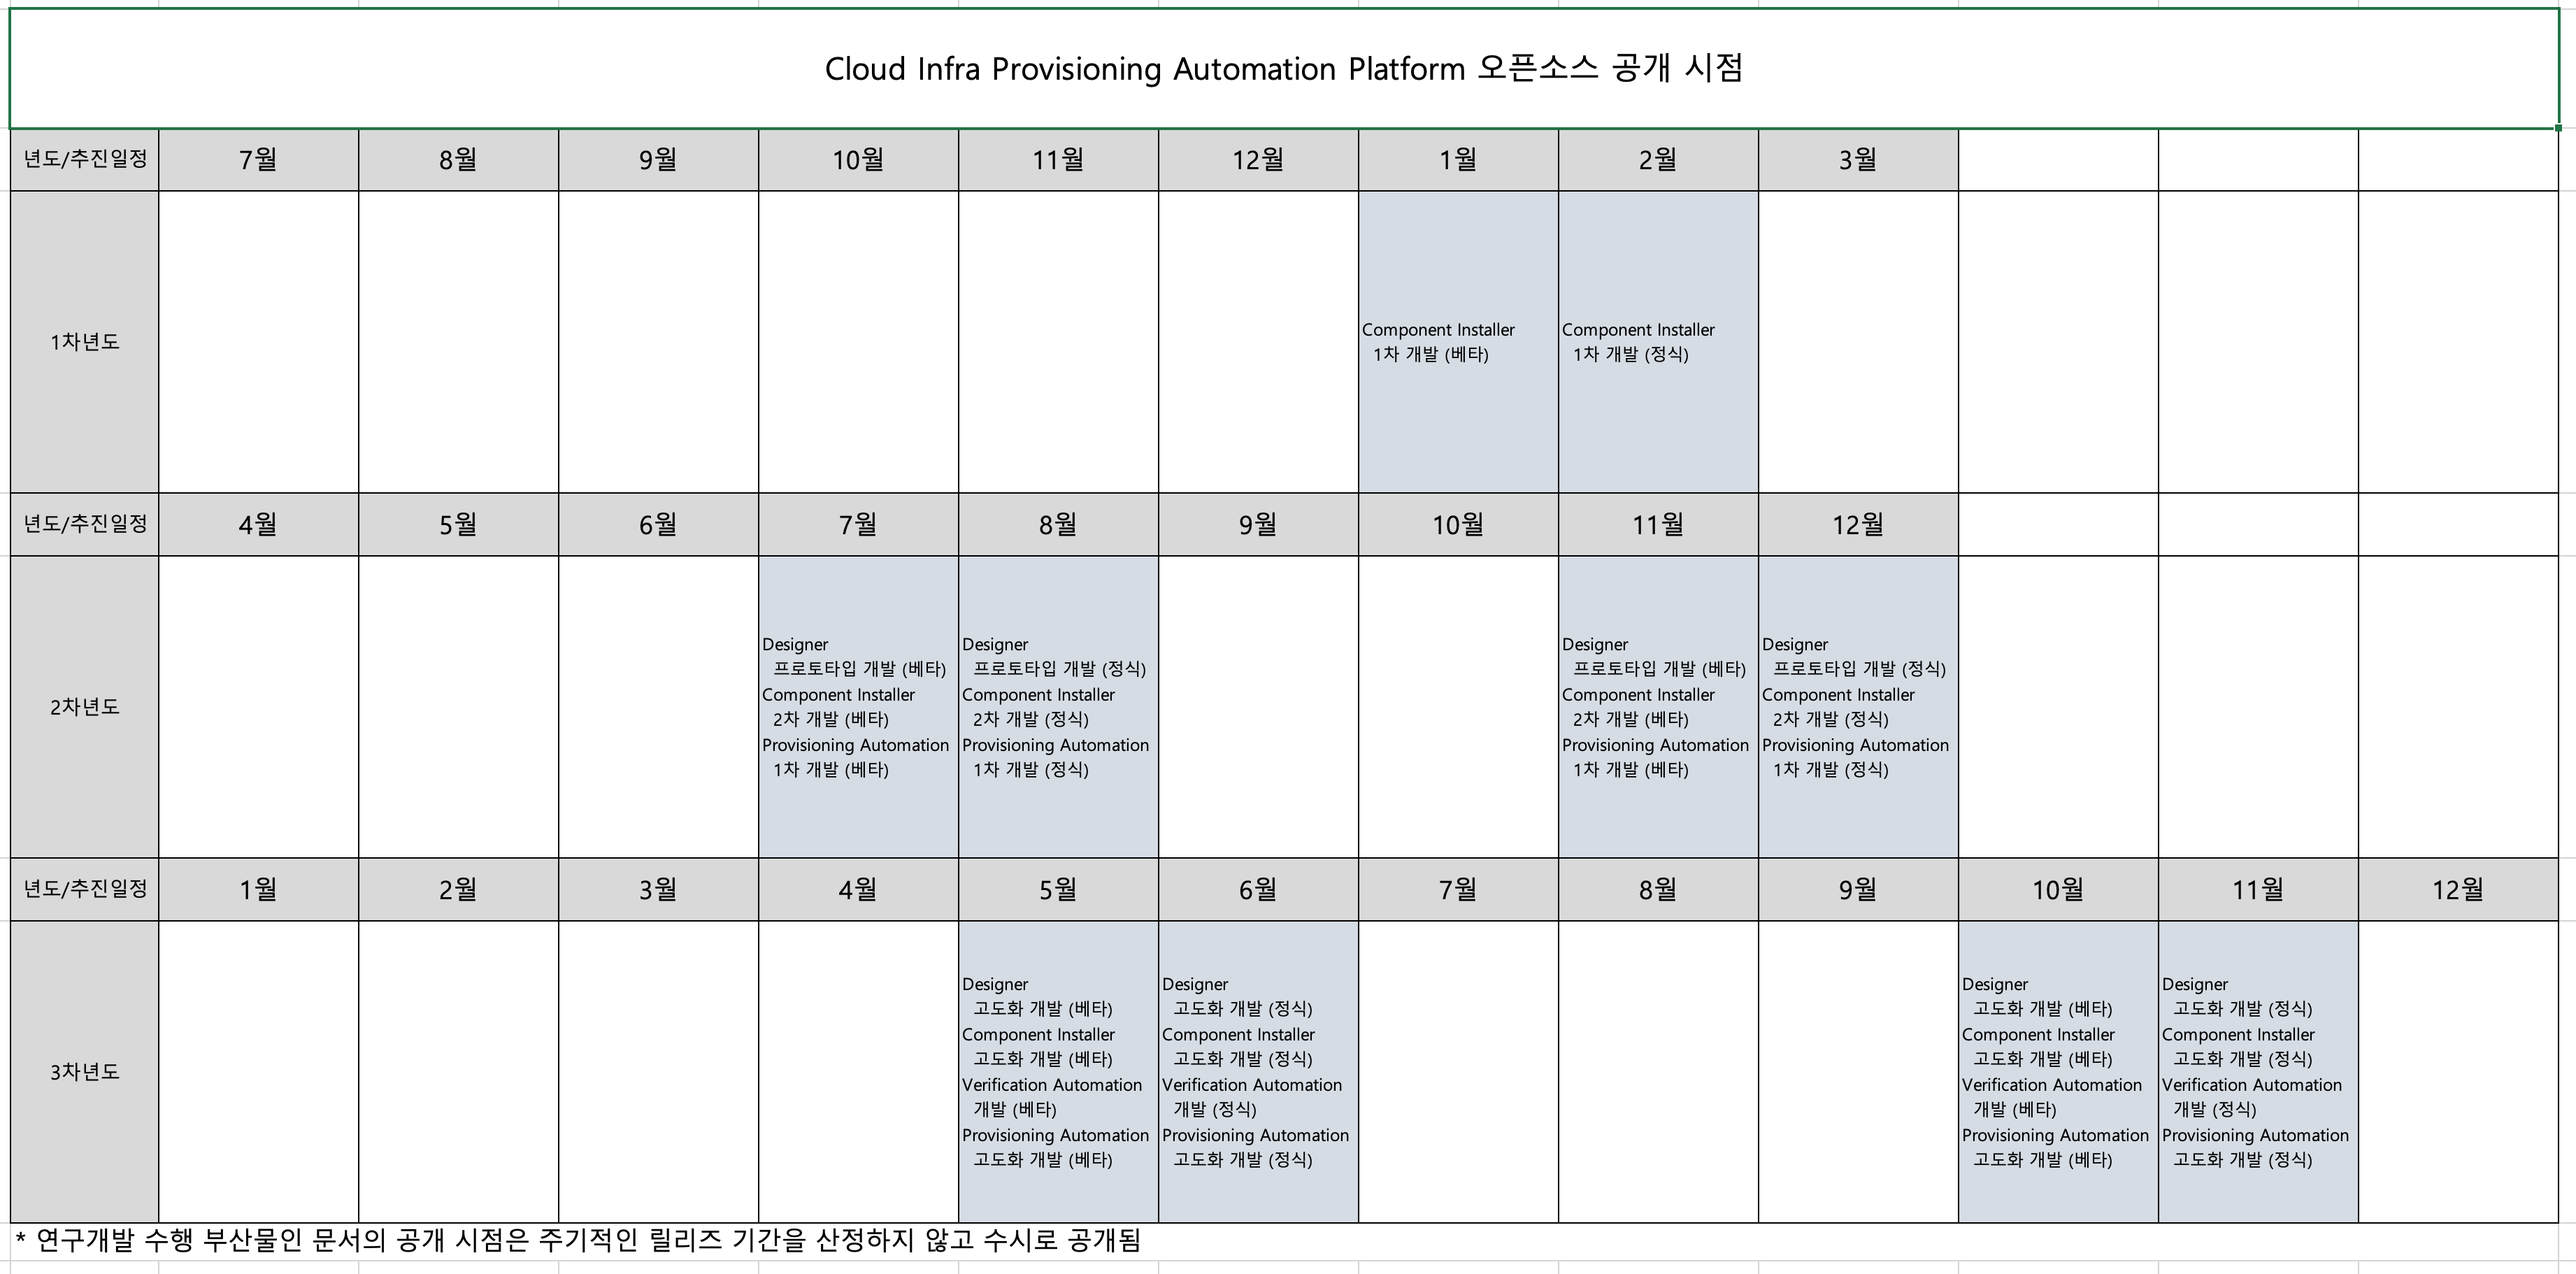 Cloud Infra Provisioning Automation Platform 오픈소스 공개 시점
년도/추진일정 7월 8월 9월 10월 11월 12월 1월 2월 3월
1차년도
Component Installer
1차 개발 (베타)
Component Installer
1차 개발 (정식)
년도/추진일정 4월 5월 6월 7월 8월 9월 10월 11월 12월
2차년도
Designer
프로토타입 개발 (베타)
Component Installer
2차 개발 (베타)
Provisioning Automation
1차 개발 (베타)
Designer
프로토타입 개발 (정식)
Component Installer
2차 개발 (정식)
Provisioning Automation
1차 개발 (정식)
Designer
프로토타입 개발 (베타)
Component Installer
2차 개발 (베타)
Provisioning Automation
1차 개발 (베타)
Designer
프로토타입 개발 (정식)
Component Installer
2차 개발 (정식)
Provisioning Automation
1차 개발 (정식)
년도/추진일정 1월 2월 3월 4월 5월 6월 7월 8월 9월 10월 11월 12월
3차년도
Designer
고도화 개발 (베타)
Component Installer
고도화 개발 (베타)
Verification Automation
개발 (베타)
Provisioning Automation
고도화 개발 (베타)
Designer
고도화 개발 (정식)
Component Installer
고도화 개발 (정식)
Verification Automation
개발 (정식)
Provisioning Automation
고도화 개발 (정식)
Designer
고도화 개발 (베타)
Component Installer
고도화 개발 (베타)
Verification Automation
개발 (베타)
Provisioning Automation
고도화 개발 (베타)
Designer
고도화 개발 (정식)
Component Installer
고도화 개발 (정식)
Verification Automation
개발 (정식)
Provisioning Automation
고도화 개발 (정식)
* 연구개발 수행 부산물인 문서의 공개 시점은 주기적인 릴리즈 기간을 산정하지 않고 수시로 공개됨